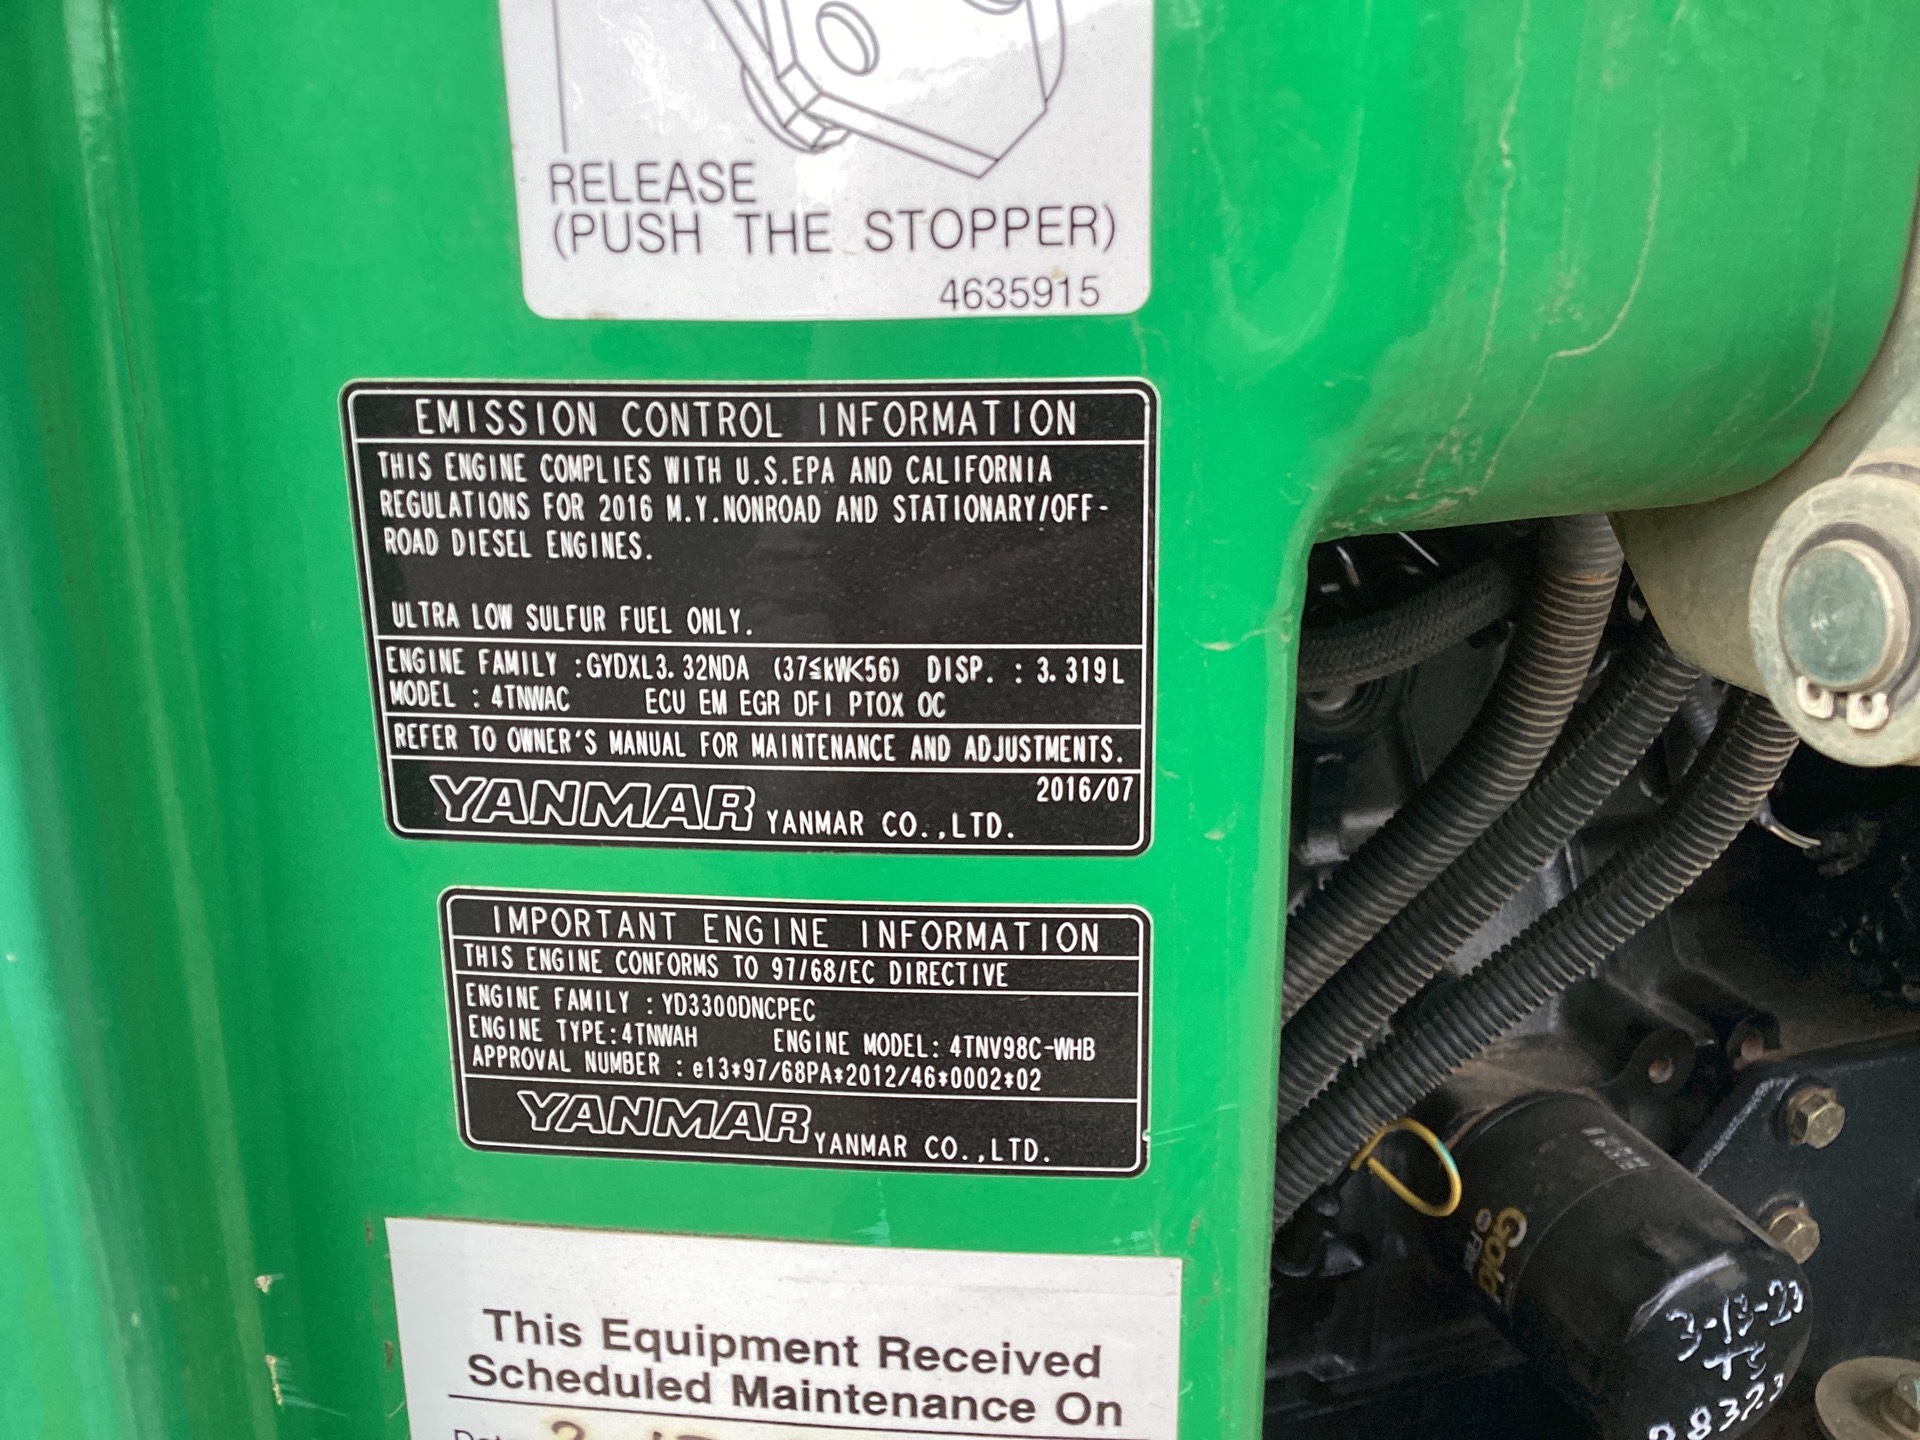 RELEASE
(PUSH THE STOPPER)
4635915
EMISSION CONTROL INFORMATION
THIS ENGINE COMPLIES WITH U.S.EPA AND CALIFORNIA
REGULATIONS FOR 2016 M.Y.NONROAD AND STATIONARY/OFF-
ROAD DIESEL ENGINES.
ULTRA LOW SULFUR FUEL ONLY.
ENGINE FAMILY :GYDXL3.32NDA (37≦kW<56) DISP. : 3.319L
MODEL : 4TNWAC ECU EM EGR DFI PTOX OC
REFER TO OWNER'S MANUAL FOR MAINTENANCE AND ADJUSTMENTS.
2016/07
YANMAR YANMAR CO.,LTD.
IMPORTANT ENGINE INFORMATION
THIS ENGINE CONFORMS TO 97/68/EC DIRECTIVE
ENGINE FAMILY : YD3300DNCPEC
ENGINE TYPE:4TNWAH ENGINE MODEL: 4TNV98C-WHB
APPROVAL NUMBER : e13*97/68PA*2012/46*0002*02
YANMAR YANMAR CO.,LTD.
This Equipment Received
Scheduled Maintenance On
Gold
3-13-23